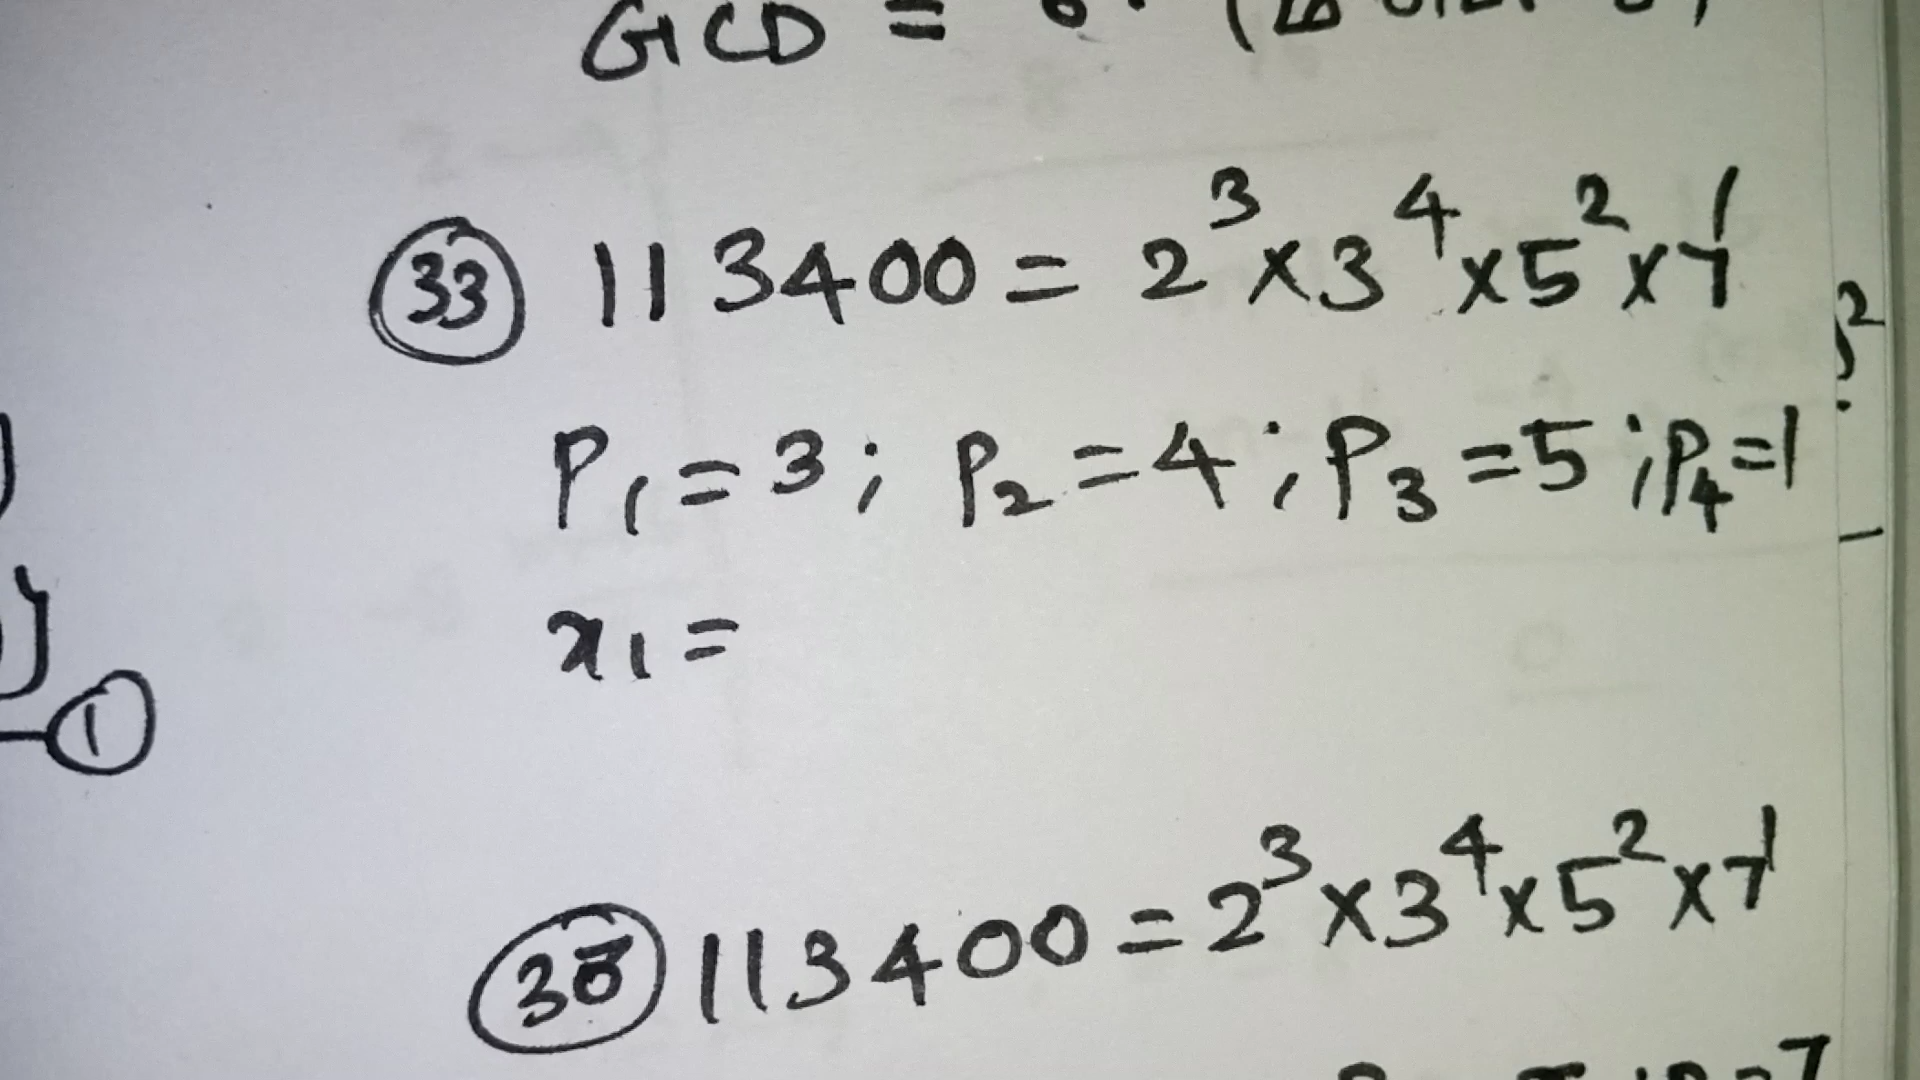 GCD =
(33) 113400 = 2³×3⁴×5²×7¹
P₁=3; P₂=4; P₃=5; P₄=1
x₁=
113400=2³×3⁴×5²×7¹
①